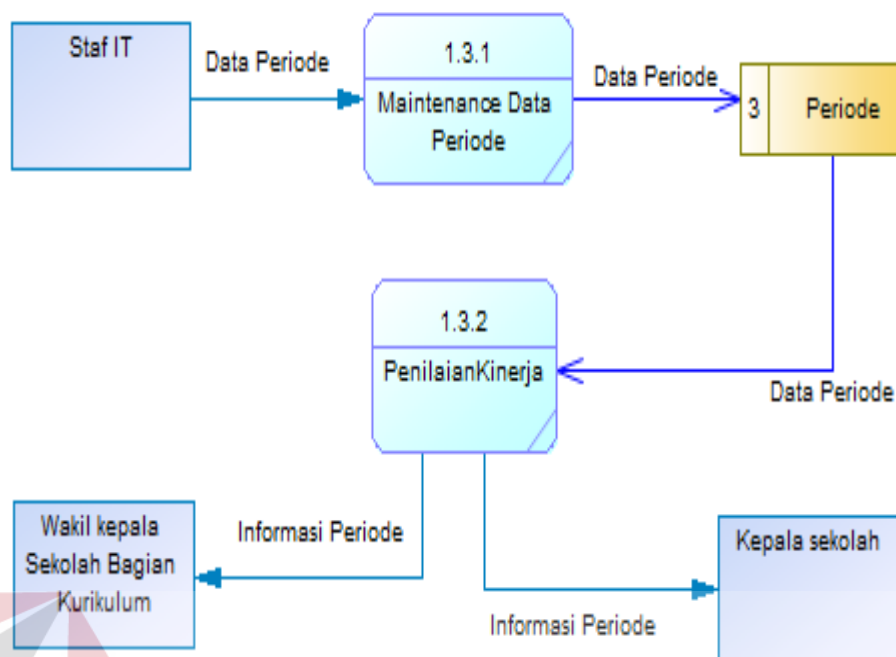 Staf IT
Data Periode
1.3.1
Maintenance Data
Periode
Data Periode
3
Periode
1.3.2
PenilaianKinerja
Data Periode
Wakil kepala
Sekolah Bagian
Kurikulum
Informasi Periode
Kepala sekolah
Informasi Periode